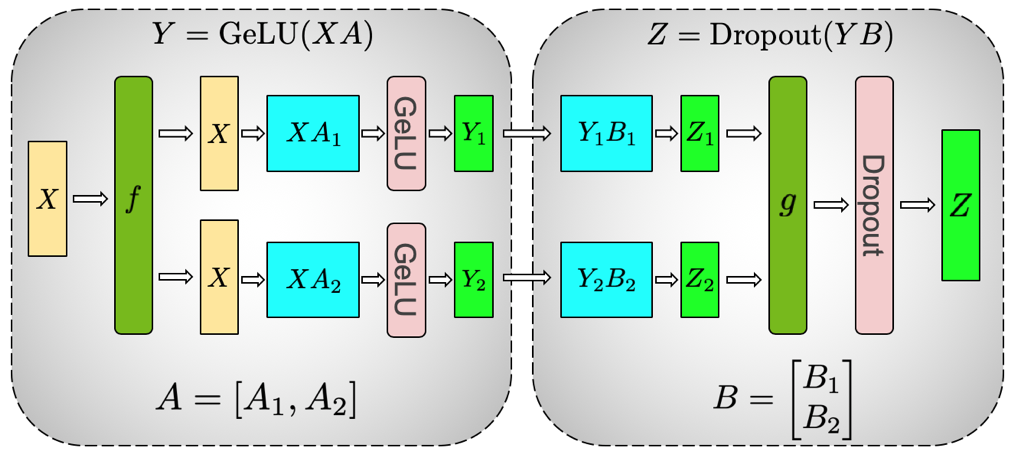 Y = GeLU(XA)
X
f
X
XA₁
GeLU
Y₁
X
XA₂
GeLU
Y₂
A = [A₁, A₂]
Z = Dropout(YB)
Y₁B₁
Z₁
Y₂B₂
Z₂
g
Dropout
Z
B = [B₁
B₂]